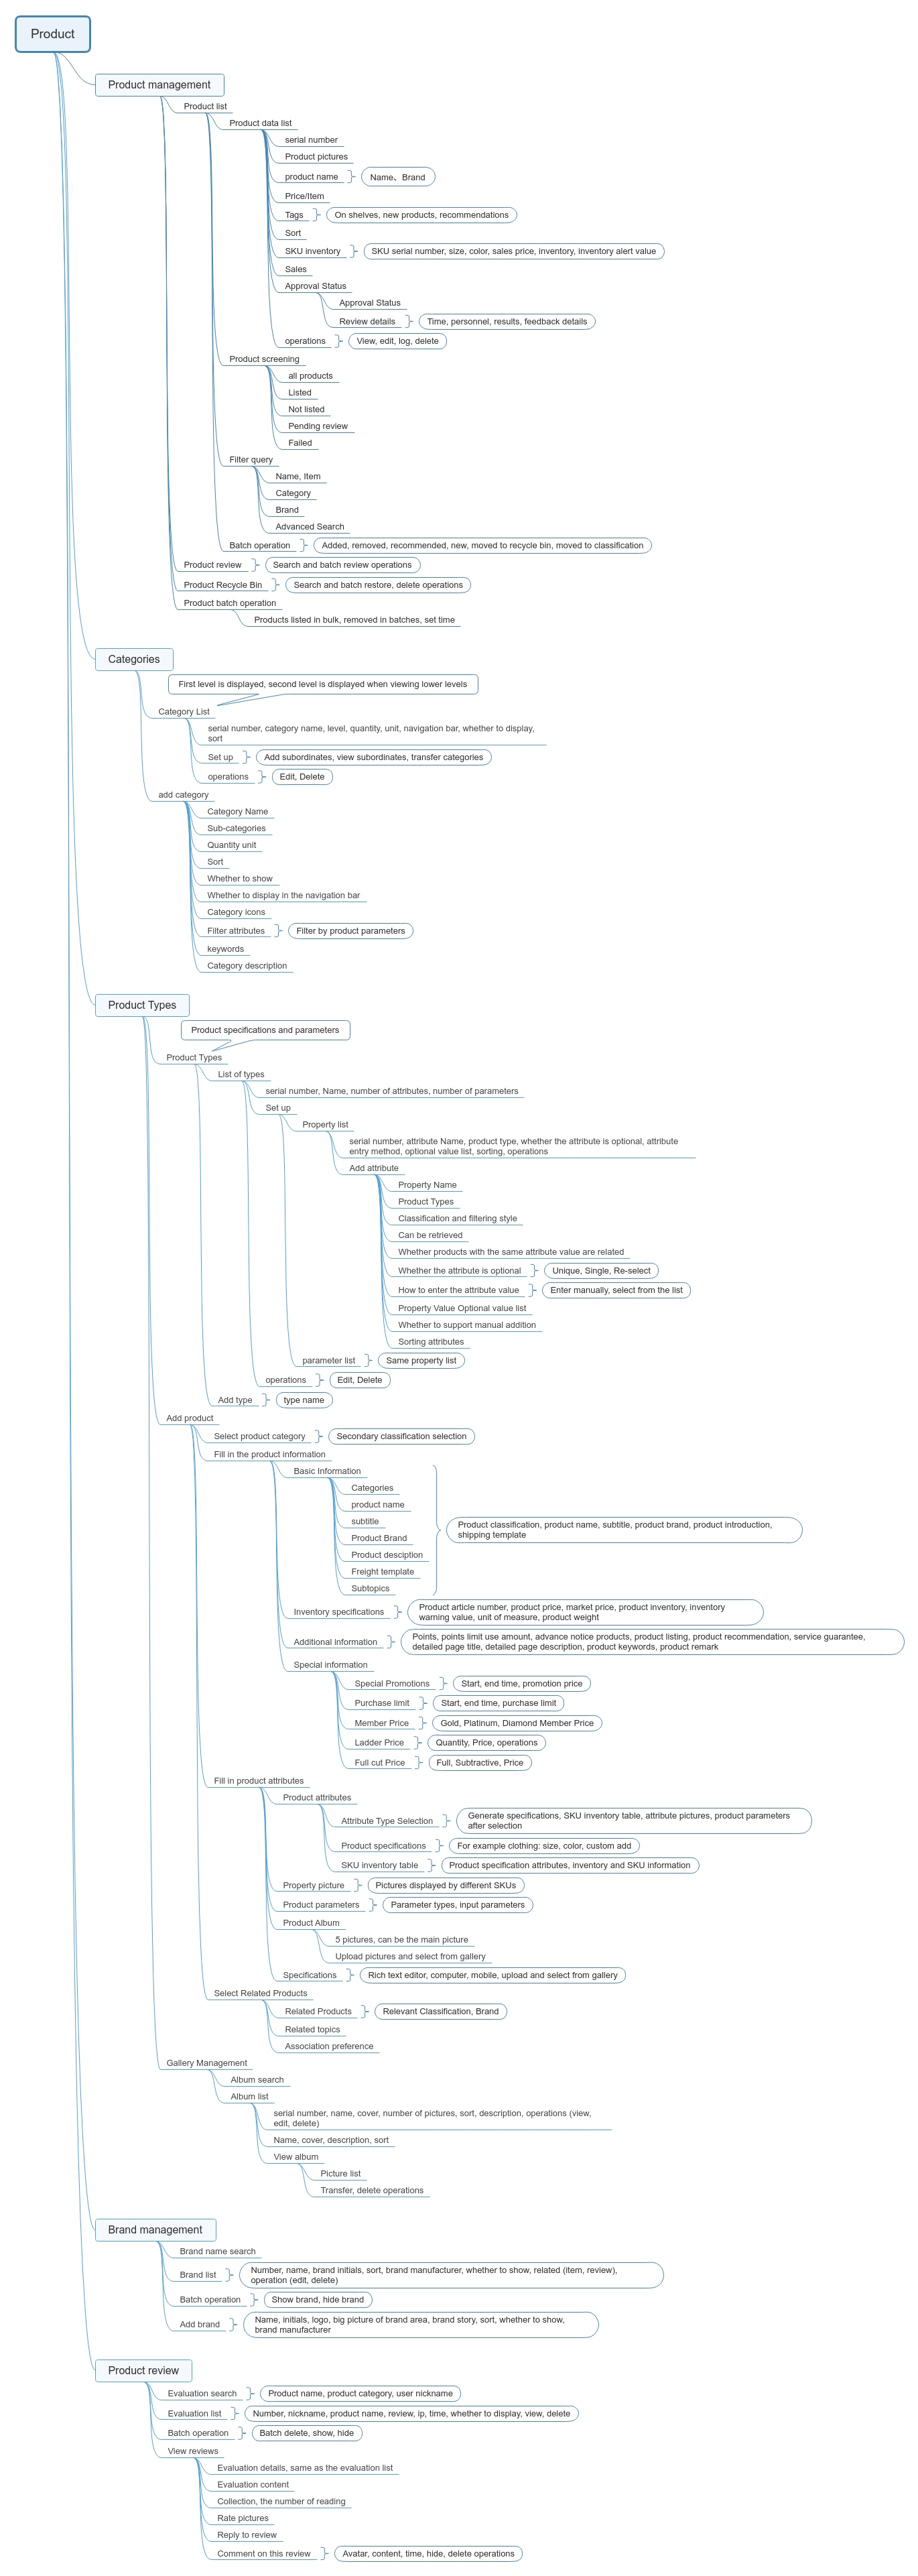 Product
Product management
Product list
Product data list
serial number
Product pictures
product name
Name、Brand
Price/Item
Tags
On shelves, new products, recommendations
Sort
SKU inventory
SKU serial number, size, color, sales price, inventory, inventory alert value
Sales
Approval Status
Approval Status
Review details
Time, personnel, results, feedback details
operations
View, edit, log, delete
Product screening
all products
Listed
Not listed
Pending review
Failed
Filter query
Name, Item
Category
Brand
Advanced Search
Batch operation
Added, removed, recommended, new, moved to recycle bin, moved to classification
Product review
Search and batch review operations
Product Recycle Bin
Search and batch restore, delete operations
Product batch operation
Products listed in bulk, removed in batches, set time
Categories
First level is displayed, second level is displayed when viewing lower levels
Category List
serial number, category name, level, quantity, unit, navigation bar, whether to display,
sort
Set up
Add subordinates, view subordinates, transfer categories
operations
Edit, Delete
add category
Category Name
Sub-categories
Quantity unit
Sort
Whether to show
Whether to display in the navigation bar
Category icons
Filter attributes
Filter by product parameters
keywords
Category description
Product Types
Product specifications and parameters
Product Types
List of types
serial number, Name, number of attributes, number of parameters
Set up
Property list
serial number, attribute Name, product type, whether the attribute is optional, attribute
entry method, optional value list, sorting, operations
Add attribute
Property Name
Product Types
Classification and filtering style
Can be retrieved
Whether products with the same attribute value are related
Whether the attribute is optional
Unique, Single, Re-select
How to enter the attribute value
Enter manually, select from the list
Property Value Optional value list
Whether to support manual addition
Sorting attributes
parameter list
Same property list
operations
Edit, Delete
Add type
type name
Add product
Select product category
Secondary classification selection
Fill in the product information
Basic Information
Categories
product name
subtitle
Product Brand
Product desciption
Freight template
Subtopics
Product classification, product name, subtitle, product brand, product introduction,
shipping template
Inventory specifications
Product article number, product price, market price, product inventory, inventory
warning value, unit of measure, product weight
Additional information
Points, points limit use amount, advance notice products, product listing, product recommendation, service guarantee,
detailed page title, detailed page description, product keywords, product remark
Special information
Special Promotions
Start, end time, promotion price
Purchase limit
Start, end time, purchase limit
Member Price
Gold, Platinum, Diamond Member Price
Ladder Price
Quantity, Price, operations
Full cut Price
Full, Subtractive, Price
Fill in product attributes
Product attributes
Attribute Type Selection
Generate specifications, SKU inventory table, attribute pictures, product parameters
after selection
Product specifications
For example clothing: size, color, custom add
SKU inventory table
Product specification attributes, inventory and SKU information
Property picture
Pictures displayed by different SKUs
Product parameters
Parameter types, input parameters
Product Album
5 pictures, can be the main picture
Upload pictures and select from gallery
Specifications
Rich text editor, computer, mobile, upload and select from gallery
Select Related Products
Related Products
Relevant Classification, Brand
Related topics
Association preference
Gallery Management
Album search
Album list
serial number, name, cover, number of pictures, sort, description, operations (view,
edit, delete)
Name, cover, description, sort
View album
Picture list
Transfer, delete operations
Brand management
Brand name search
Brand list
Number, name, brand initials, sort, brand manufacturer, whether to show, related (item, review),
operation (edit, delete)
Batch operation
Show brand, hide brand
Add brand
Name, initials, logo, big picture of brand area, brand story, sort, whether to show,
brand manufacturer
Product review
Evaluation search
Product name, product category, user nickname
Evaluation list
Number, nickname, product name, review, ip, time, whether to display, view, delete
Batch operation
Batch delete, show, hide
View reviews
Evaluation details, same as the evaluation list
Evaluation content
Collection, the number of reading
Rate pictures
Reply to review
Comment on this review
Avatar, content, time, hide, delete operations